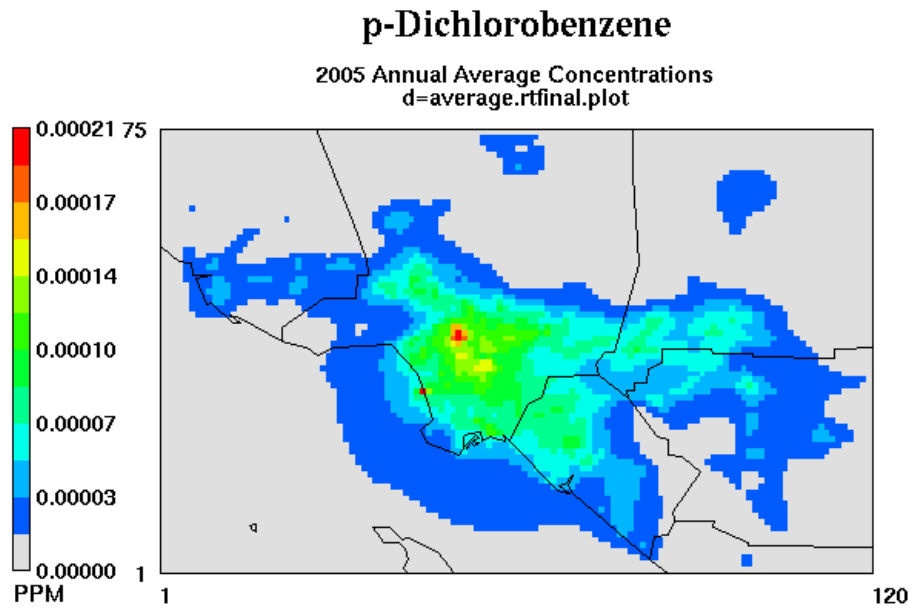 p-Dichlorobenzene
2005 Annual Average Concentrations
d=average.rtfinal.plot
0.00021
0.00017
0.00014
0.00010
0.00007
0.00003
0.00000
PPM
75
1
1
120